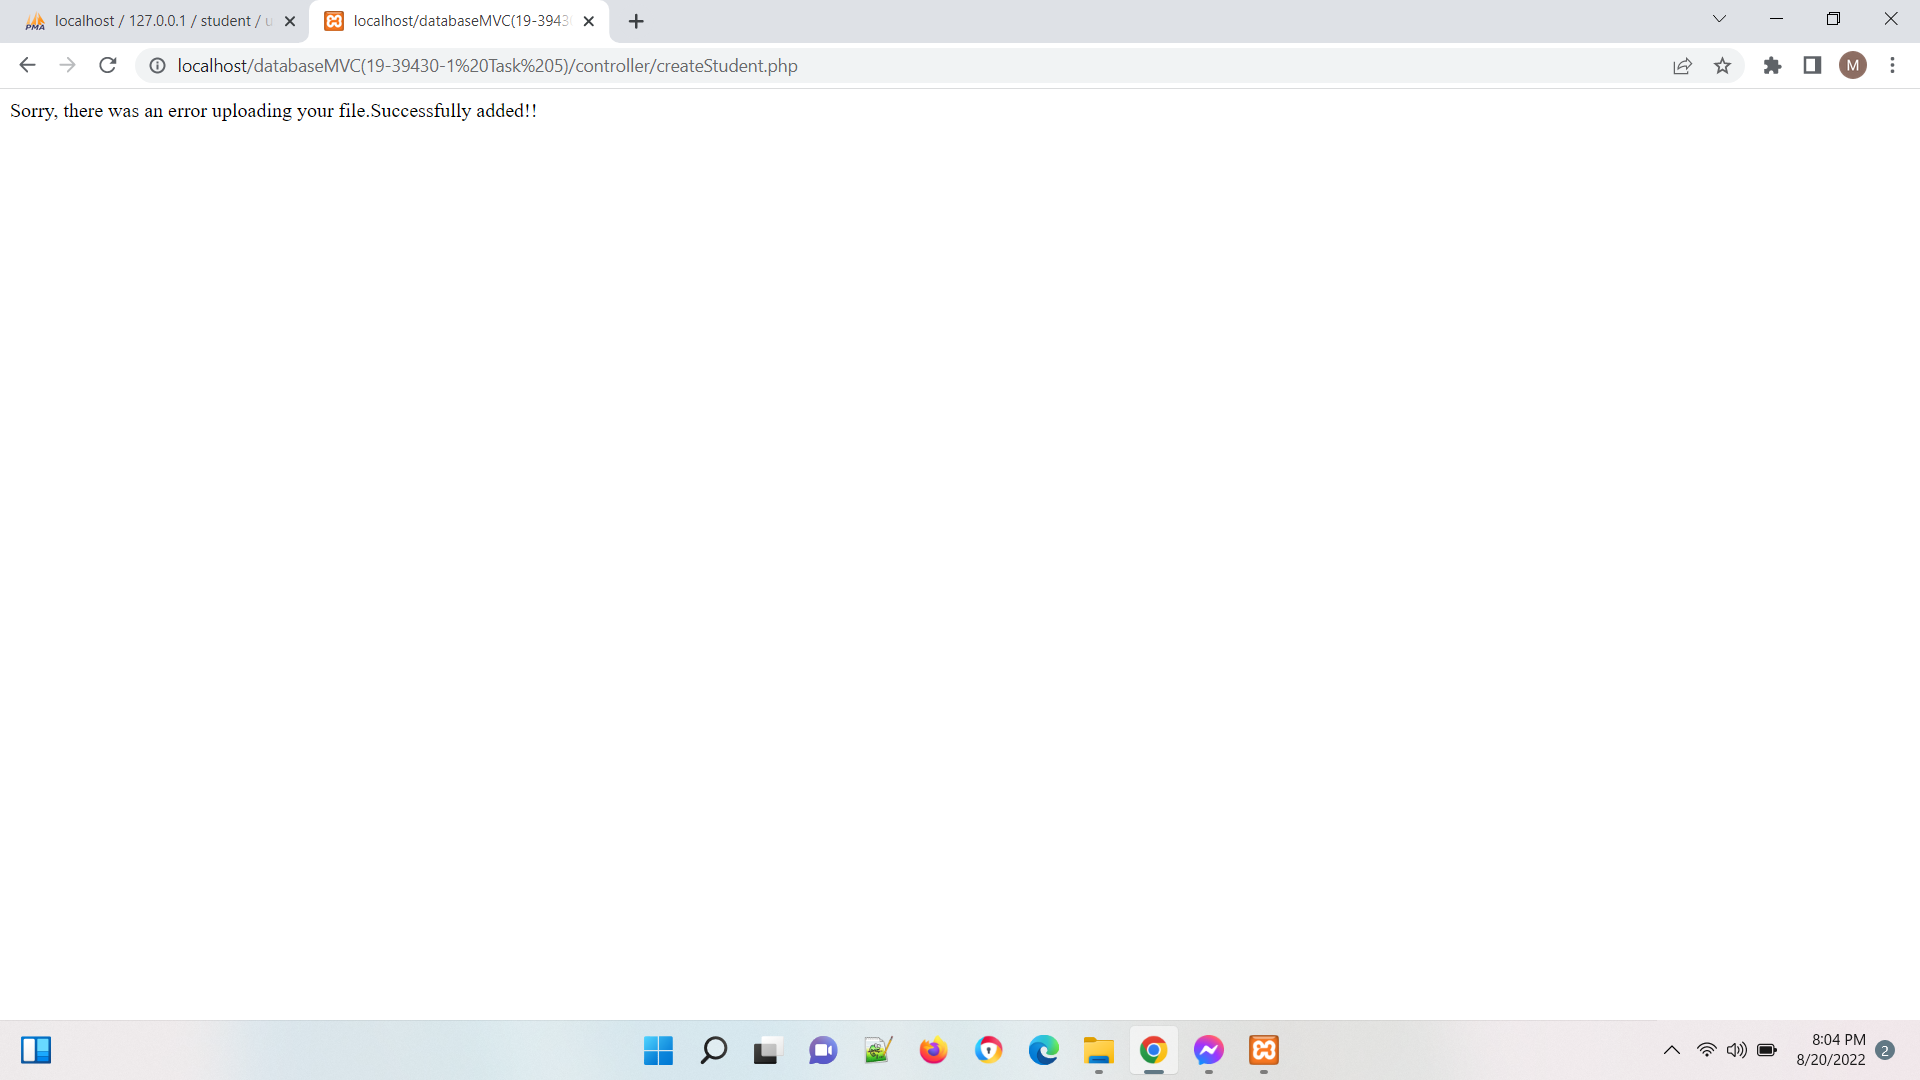 localhost / 127.0.0.1 / student / u
localhost/databaseMVC(19-3943
localhost/databaseMVC(19-39430-1%20Task%205)/controller/createStudent.php
M
Sorry, there was an error uploading your file.Successfully added!!
PMA
8:04 PM
8/20/2022
2